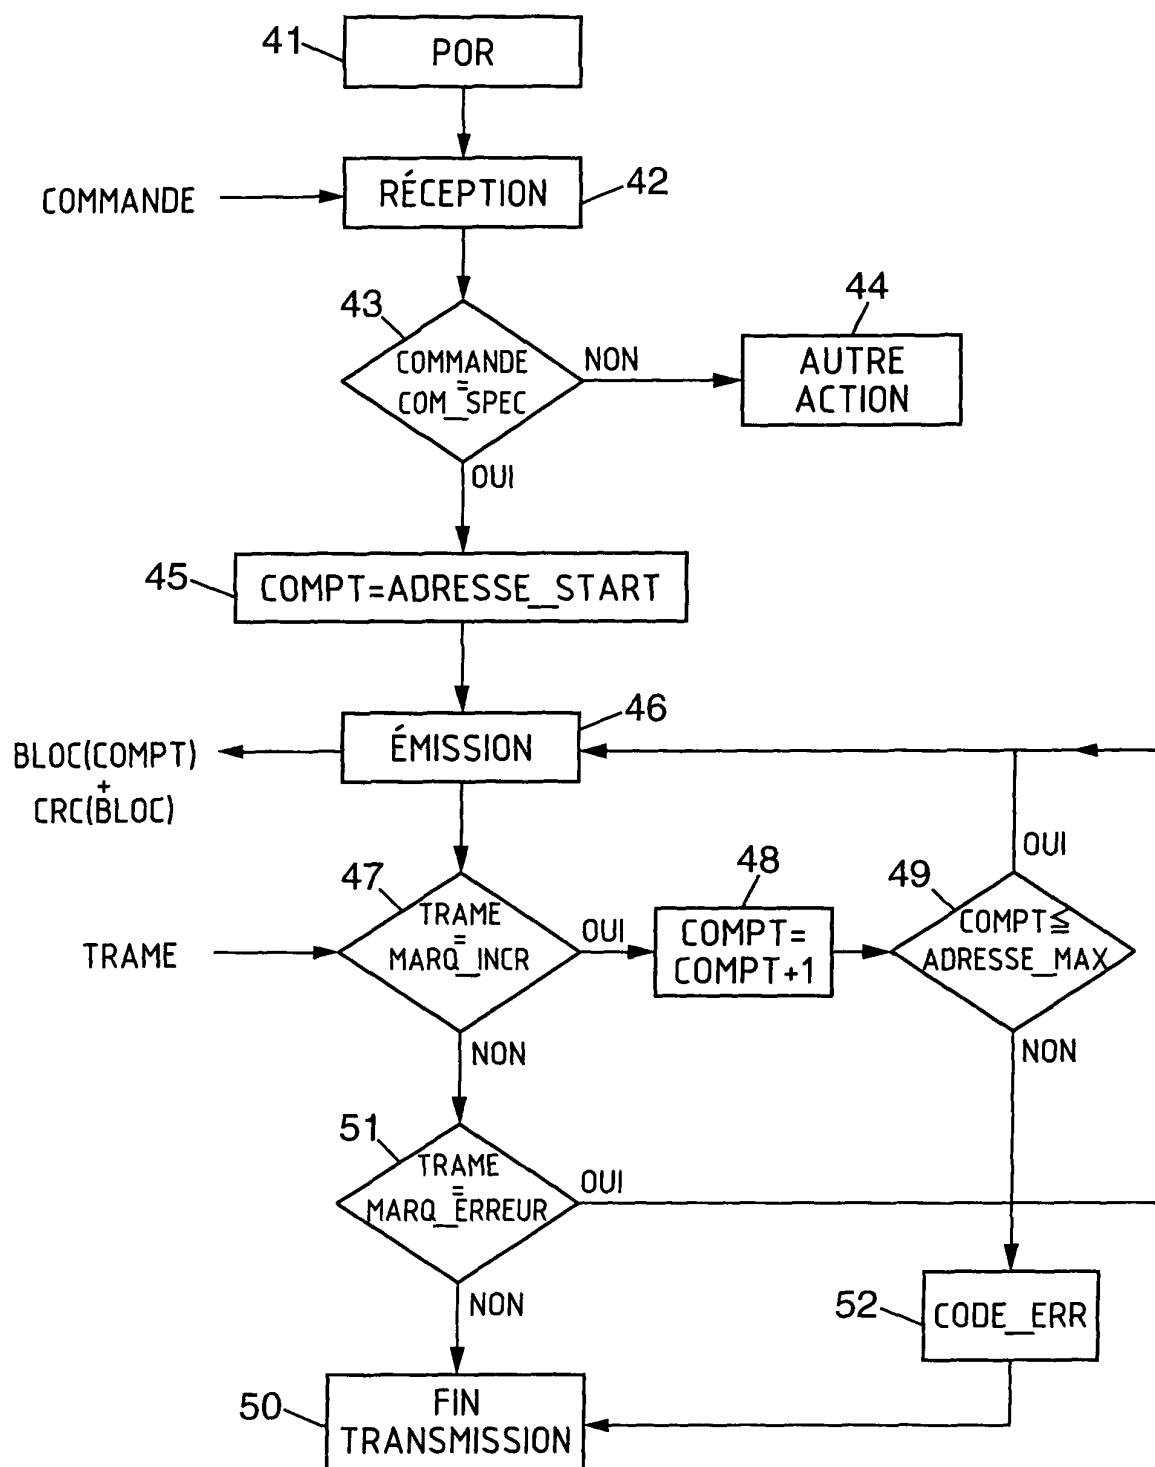 41
POR
COMMANDE
RÉCEPTION
42
43
COMMANDE
=
COM_SPEC
NON
44
AUTRE
ACTION
OUI
45
COMPT=ADRESSE_START
46
ÉMISSION
BLOC(COMPT)
+
CRC(BLOC)
47
TRAME
TRAME
=
MARQ_INCR
OUI
48
COMPT=
COMPT+1
49
COMPT≦
ADRESSE_MAX
OUI
NON
NON
51
TRAME
=
MARQ_ERREUR
OUI
NON
52
CODE_ERR
50
FIN
TRANSMISSION